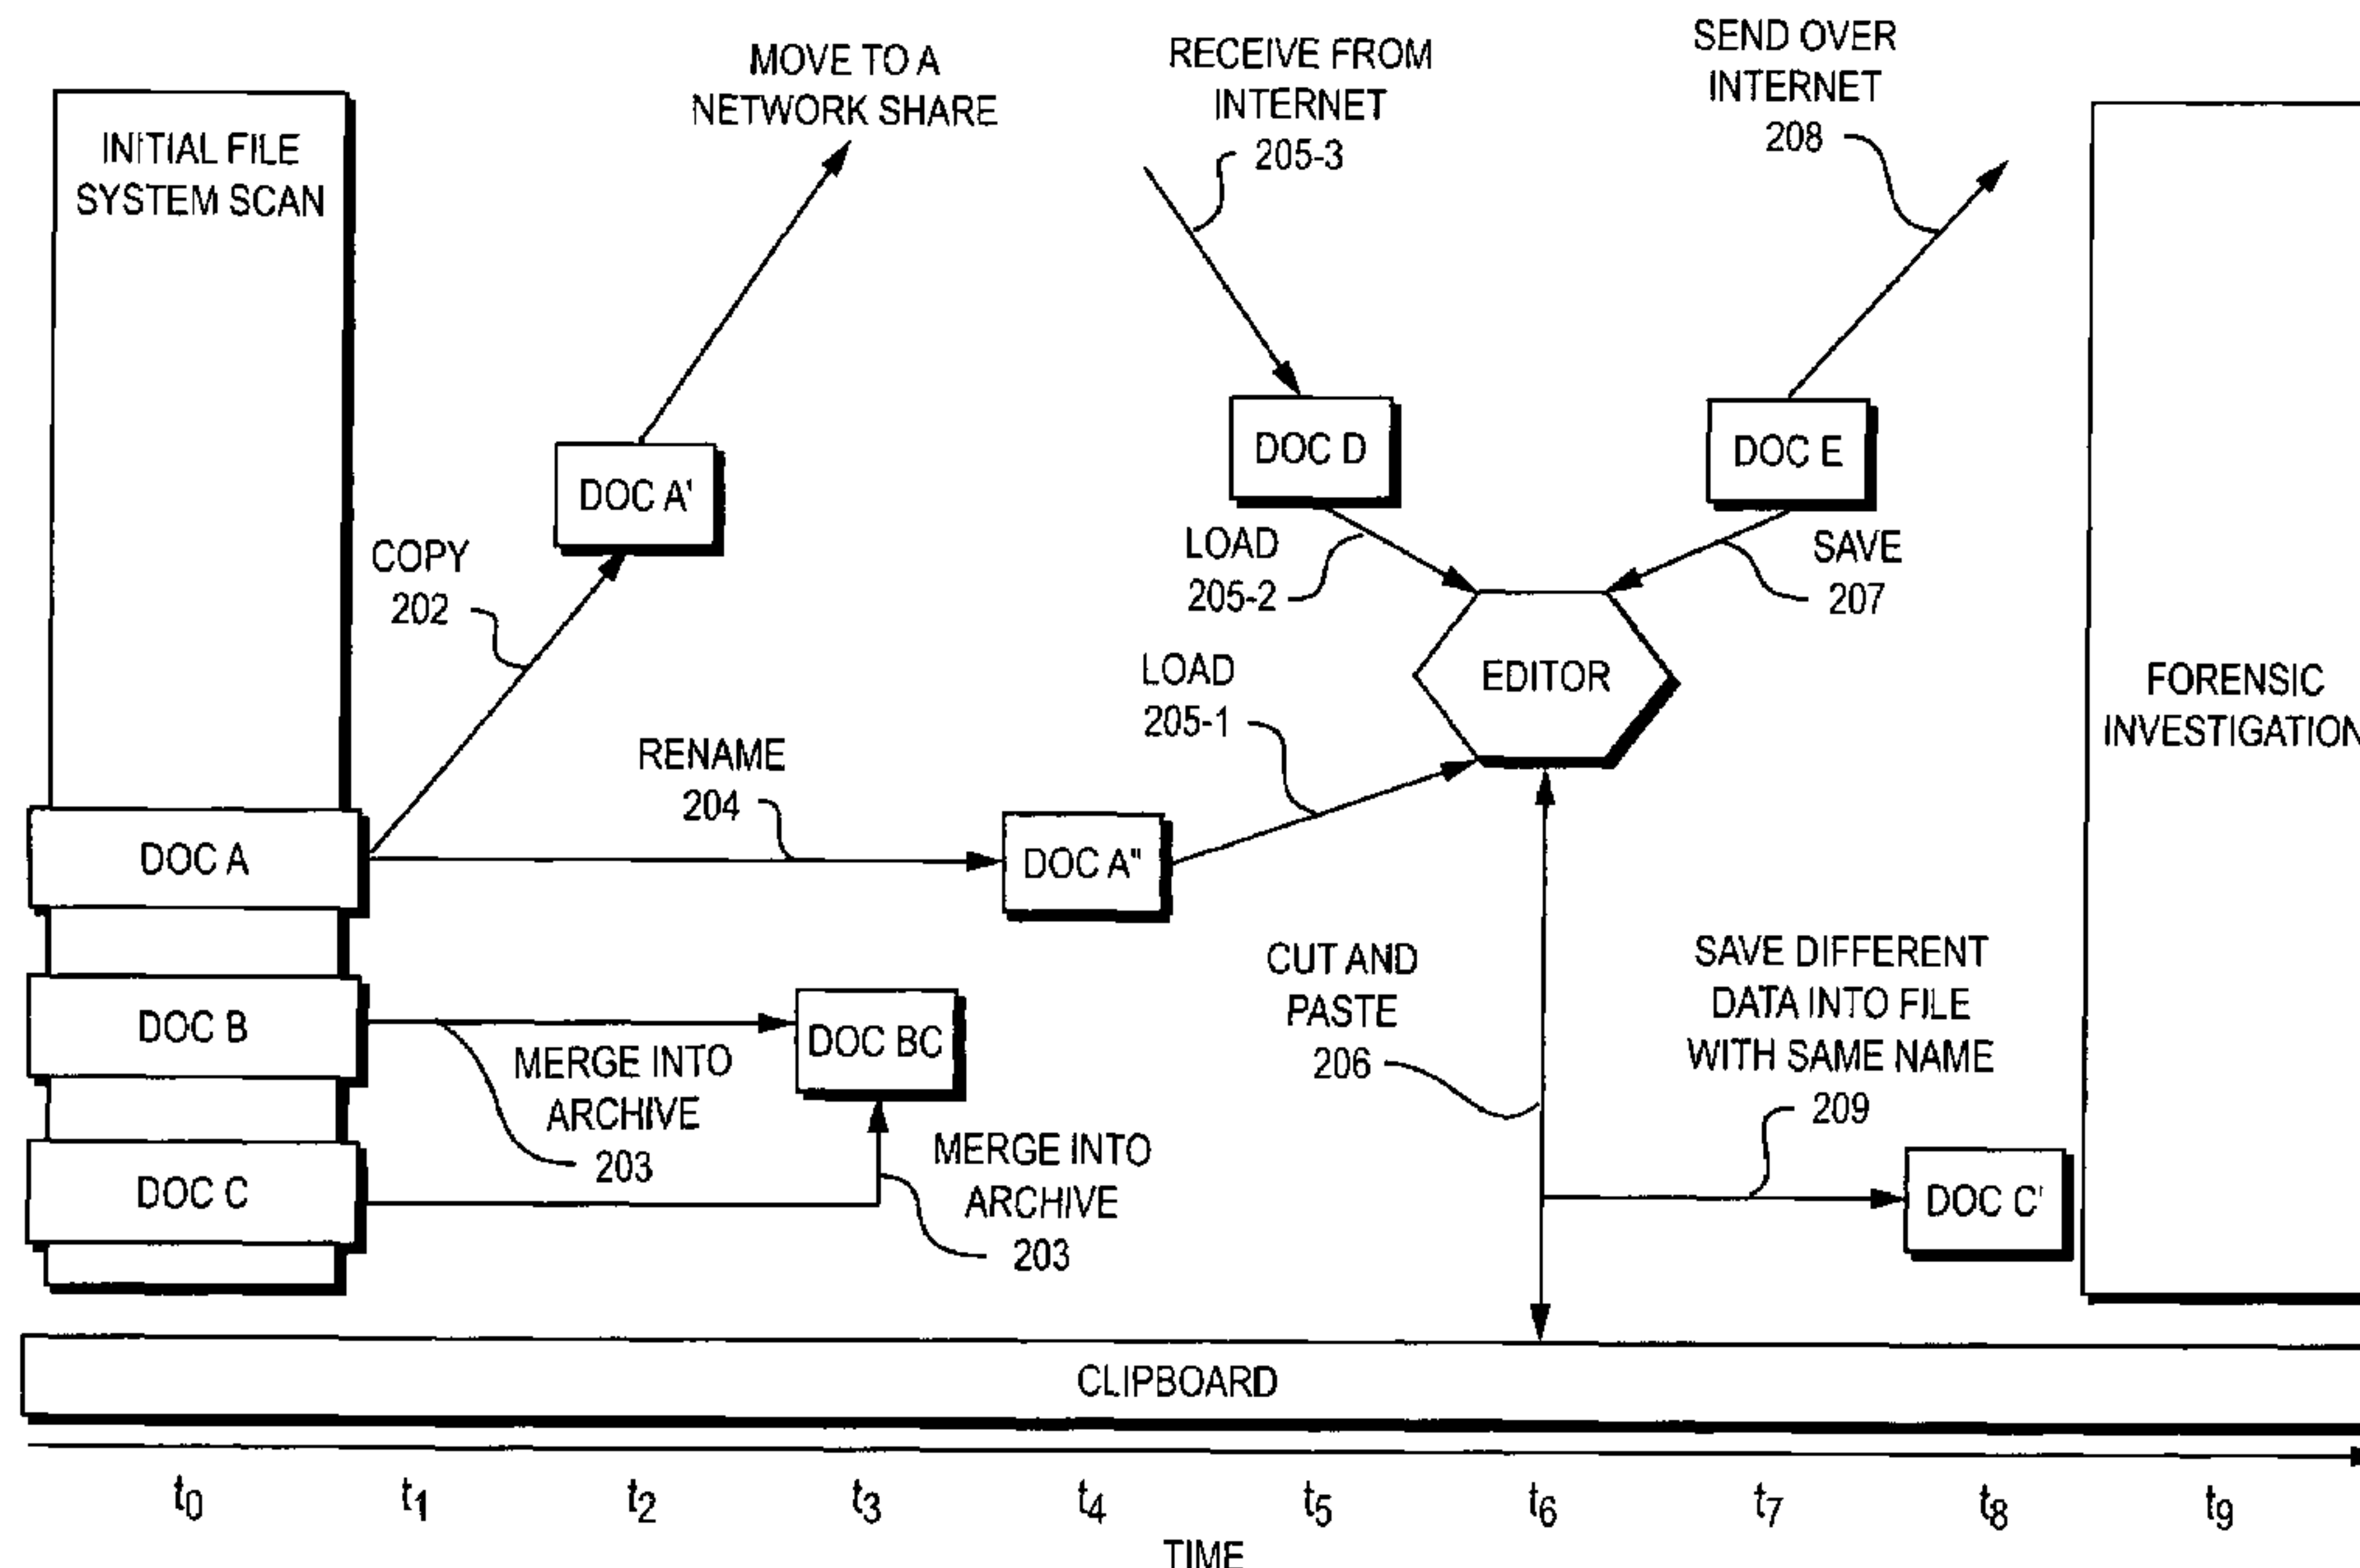 INITIAL FILE
SYSTEM SCAN
MOVE TO A
NETWORK SHARE
RECEIVE FROM
INTERNET
205-3
SEND OVER
INTERNET
208
DOC A'
COPY
202
DOC D
DOC E
LOAD
205-2
SAVE
207
EDITOR
LOAD
205-1
FORENSIC
INVESTIGATION
RENAME
204
DOC A
DOC A"
DOC B
MERGE INTO
ARCHIVE
203
DOC BC
CUT AND
PASTE
206
SAVE DIFFERENT
DATA INTO FILE
WITH SAME NAME
209
DOC C
MERGE INTO
ARCHIVE
203
DOC C'
CLIPBOARD
t0 t1 t2 t3 t4 t5 t6 t7 t8 t9
TIME